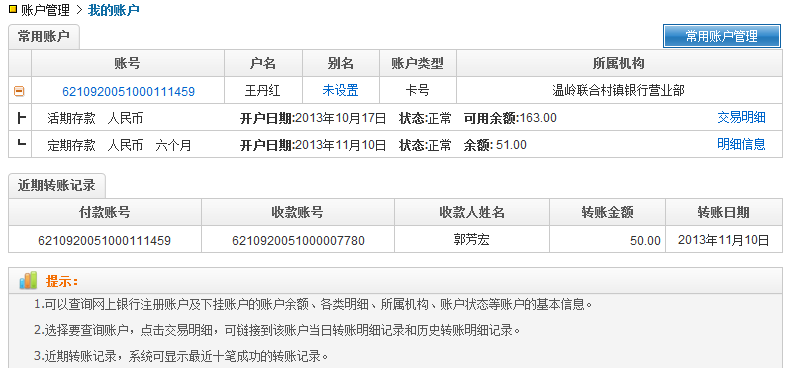 账户管理 > 我的账户
常用账户
常用账户管理
账号 户名 别名 账户类型 所属机构
6210920051000111459 王丹红 未设置 卡号 温岭联合村镇银行营业部
活期存款 人民币 开户日期:2013年10月17日 状态:正常 可用余额:163.00 交易明细
定期存款 人民币 六个月 开户日期:2013年11月10日 状态:正常 余额: 51.00 明细信息
近期转账记录
付款账号 收款账号 收款人姓名 转账金额 转账日期
6210920051000111459 6210920051000007780 郭芳宏 50.00 2013年11月10日
提示：
1.可以查询网上银行注册账户及下挂账户的账户余额、各类明细、所属机构、账户状态等账户的基本信息。
2.选择要查询账户，点击交易明细，可链接到该账户当日转账明细记录和历史转账明细记录。
3.近期转账记录，系统可显示最近十笔成功的转账记录。